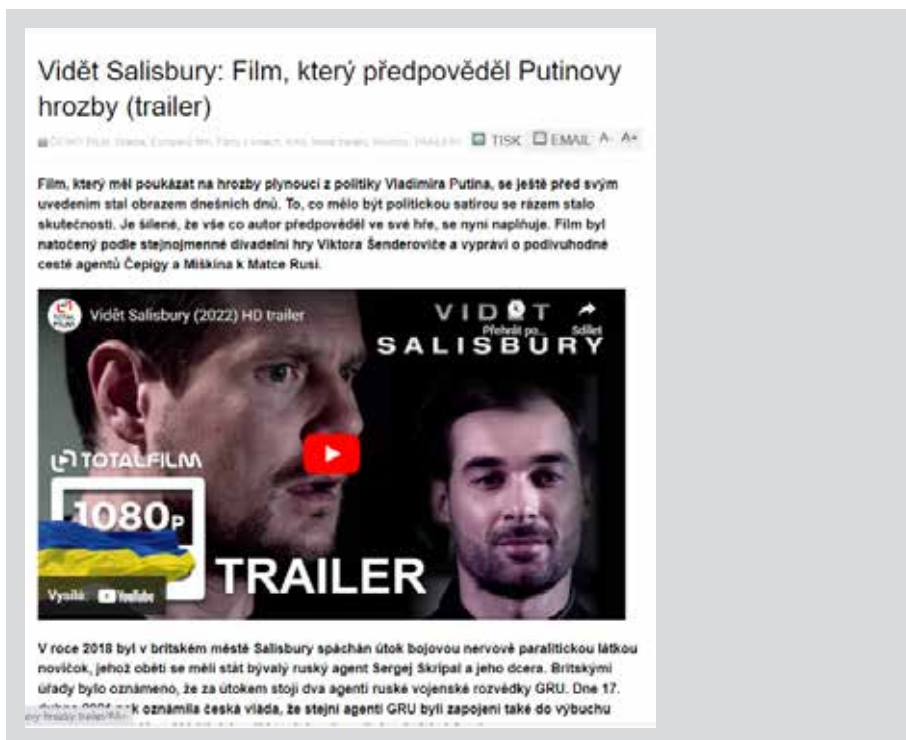 Vidět Salisbury: Film, který předpověděl Putinovy
hrozby (trailer)
TISK EMAIL A- A+
Film, který měl poukázat na hrozby plynoucí z politiky Vladimira Putina, se ještě před svým
uvedením stal obrazem dnešních dnů. To, co mělo být politickou satirou se rázem stalo
skutečností. Je šílené, že vše co autor předpověděl ve své hře, se nyní naplňuje. Film byl
natočený podle stejnojmenné divadelní hry Viktora Šenderoviče a vypráví o podivuhodné
cestě agentů Čepigy a Miškina k Matce Rusi.
TOTAL FILM
Vidět Salisbury (2022) HD trailer
VIDĚT
Přehrát po... Sdílet
SALISBURY
TOTALFILM
1080P
TRAILER
Vysílá: YouTube
V roce 2018 byl v britském městě Salisbury spáchán útok bojovou nervově paralitickou látkou
novičok, jehož obětí se měli stát bývalý ruský agent Sergej Skripal a jeho dcera. Britskými
úřady bylo oznámeno, že za útokem stojí dva agenti ruské vojenské rozvědky GRU. Dne 17.
oznámila česká vláda, že stejní agenti GRU byli zapojeni také do výbuchu